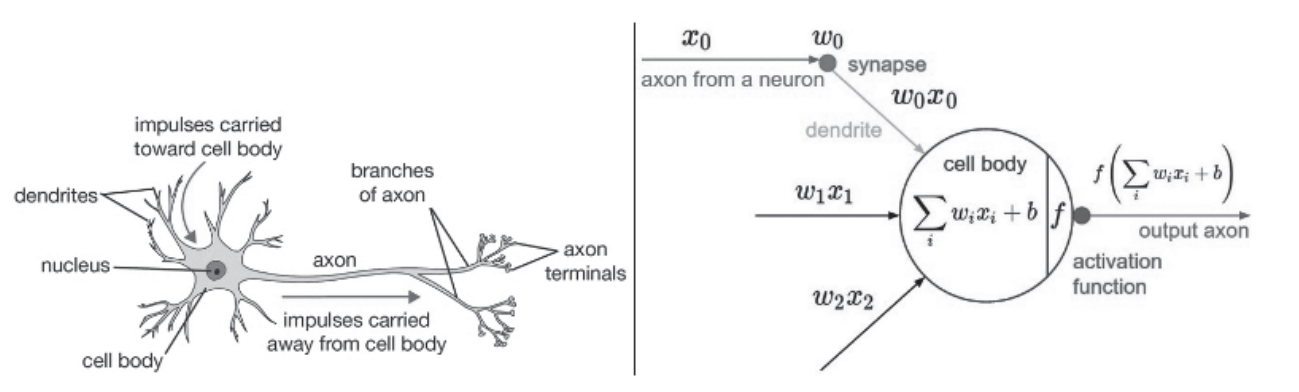 impulses carried
toward cell body
dendrites
branches
of axon
nucleus
axon
axon
terminals
impulses carried
away from cell body
cell body
x₀
w₀
axon from a neuron
synapse
w₀x₀
dendrite
cell body
w₁x₁
∑ᵢ wᵢxᵢ + b
f
f(∑ᵢ wᵢxᵢ + b)
output axon
activation
function
w₂x₂